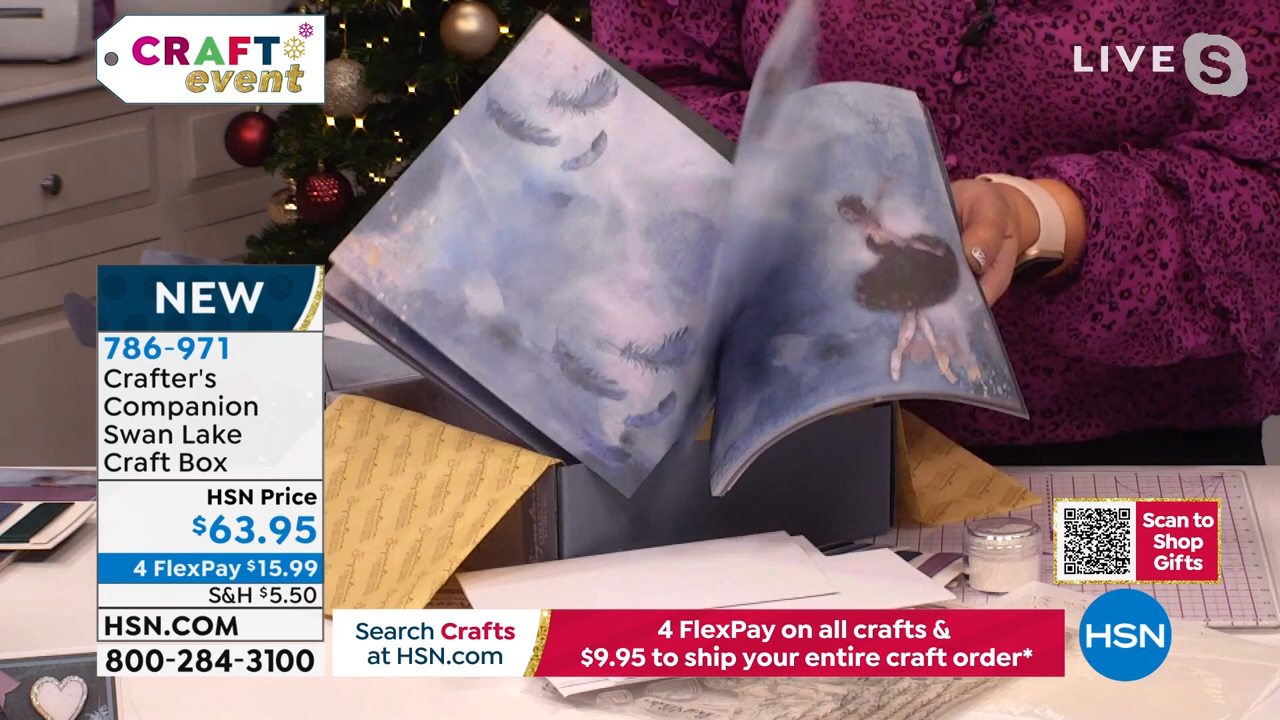 CRAFT
event
LIVE S
NEW
786-971
Crafter's
Companion
Swan Lake
Craft Box
HSN Price
$63.95
4 FlexPay $15.99
S&H $5.50
HSN.COM
800-284-3100
Scan to
Shop
Gifts
Search Crafts
at HSN.com
4 FlexPay on all crafts &
$9.95 to ship your entire craft order*
HSN